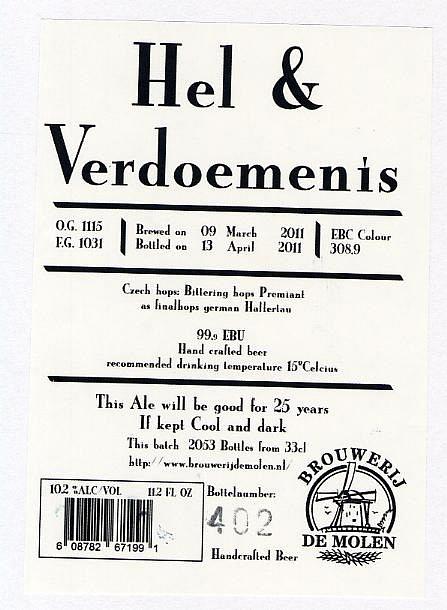 Hel &
Verdoemenis
O.G. 1115
F.G. 1031
Brewed on 09 March 2011
Bottled on 13 April 2011
EBC Colour
308.9
Czech hops: Bittering hops Premiant
as finalhops german Hallertau
99.9 EBU
Hand crafted beer
recommended drinking temperature 15°Celcius
This Ale will be good for 25 years
If kept Cool and dark
This batch 2053 Bottles from 33cl
http://www.brouwerijdemolen.nl/
10.2 %ALC/VOL 11.2 FL OZ
6 08782 67199 1
Bottelnumber:
402
Handcrafted Beer
BROUWERIJ
DE MOLEN